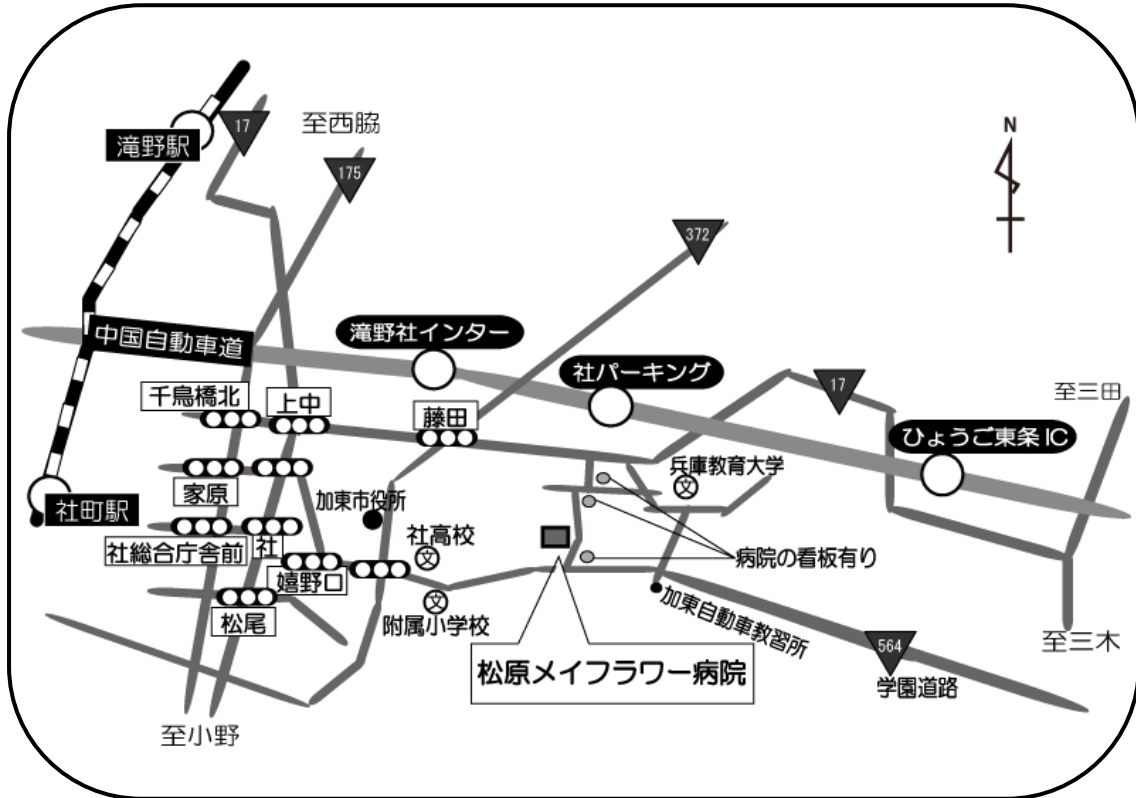 17
至西脇
滝野駅
175
N
372
滝野社インター
中国自動車道
社パーキング
17
至三田
千鳥橋北
上中
藤田
ひょうご東条IC
兵庫教育大学
文
家原
加東市役所
社町駅
社高校
文
社総合庁舎前
社
病院の看板有り
嬉野口
文
附属小学校
加東自動車教習所
松尾
564
至三木
松原メイフラワー病院
学園道路
至小野